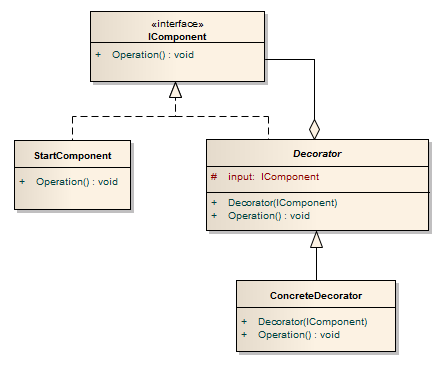 «interface»
IComponent
+ Operation() : void
StartComponent
+ Operation() : void
Decorator
# input: IComponent
+ Decorator(IComponent)
+ Operation() : void
ConcreteDecorator
+ Decorator(IComponent)
+ Operation() : void